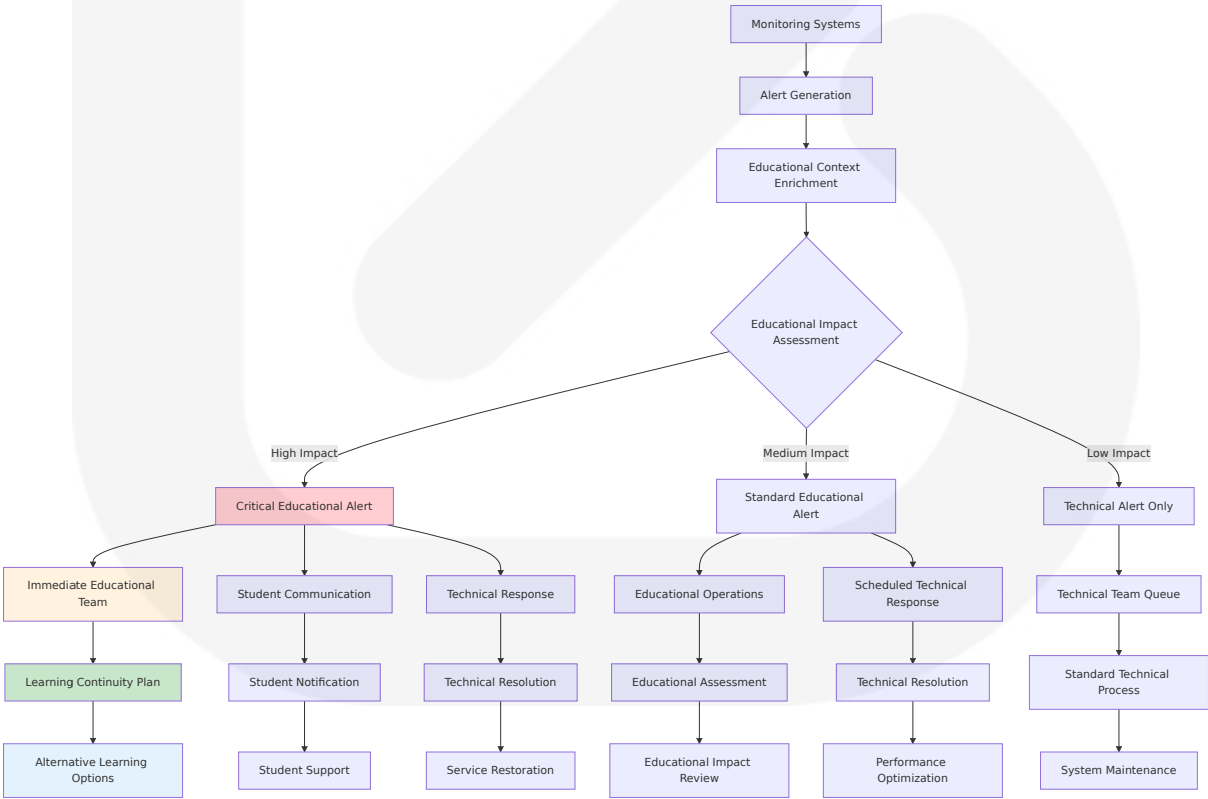 Monitoring Systems
Alert Generation
Educational Context
Enrichment
Educational Impact
Assessment
High Impact
Medium Impact
Low Impact
Critical Educational Alert
Standard Educational
Alert
Technical Alert Only
Immediate Educational
Team
Student Communication
Technical Response
Educational Operations
Scheduled Technical
Response
Technical Team Queue
Learning Continuity Plan
Student Notification
Technical Resolution
Educational Assessment
Technical Resolution
Standard Technical
Process
Alternative Learning
Options
Student Support
Service Restoration
Educational Impact
Review
Performance
Optimization
System Maintenance